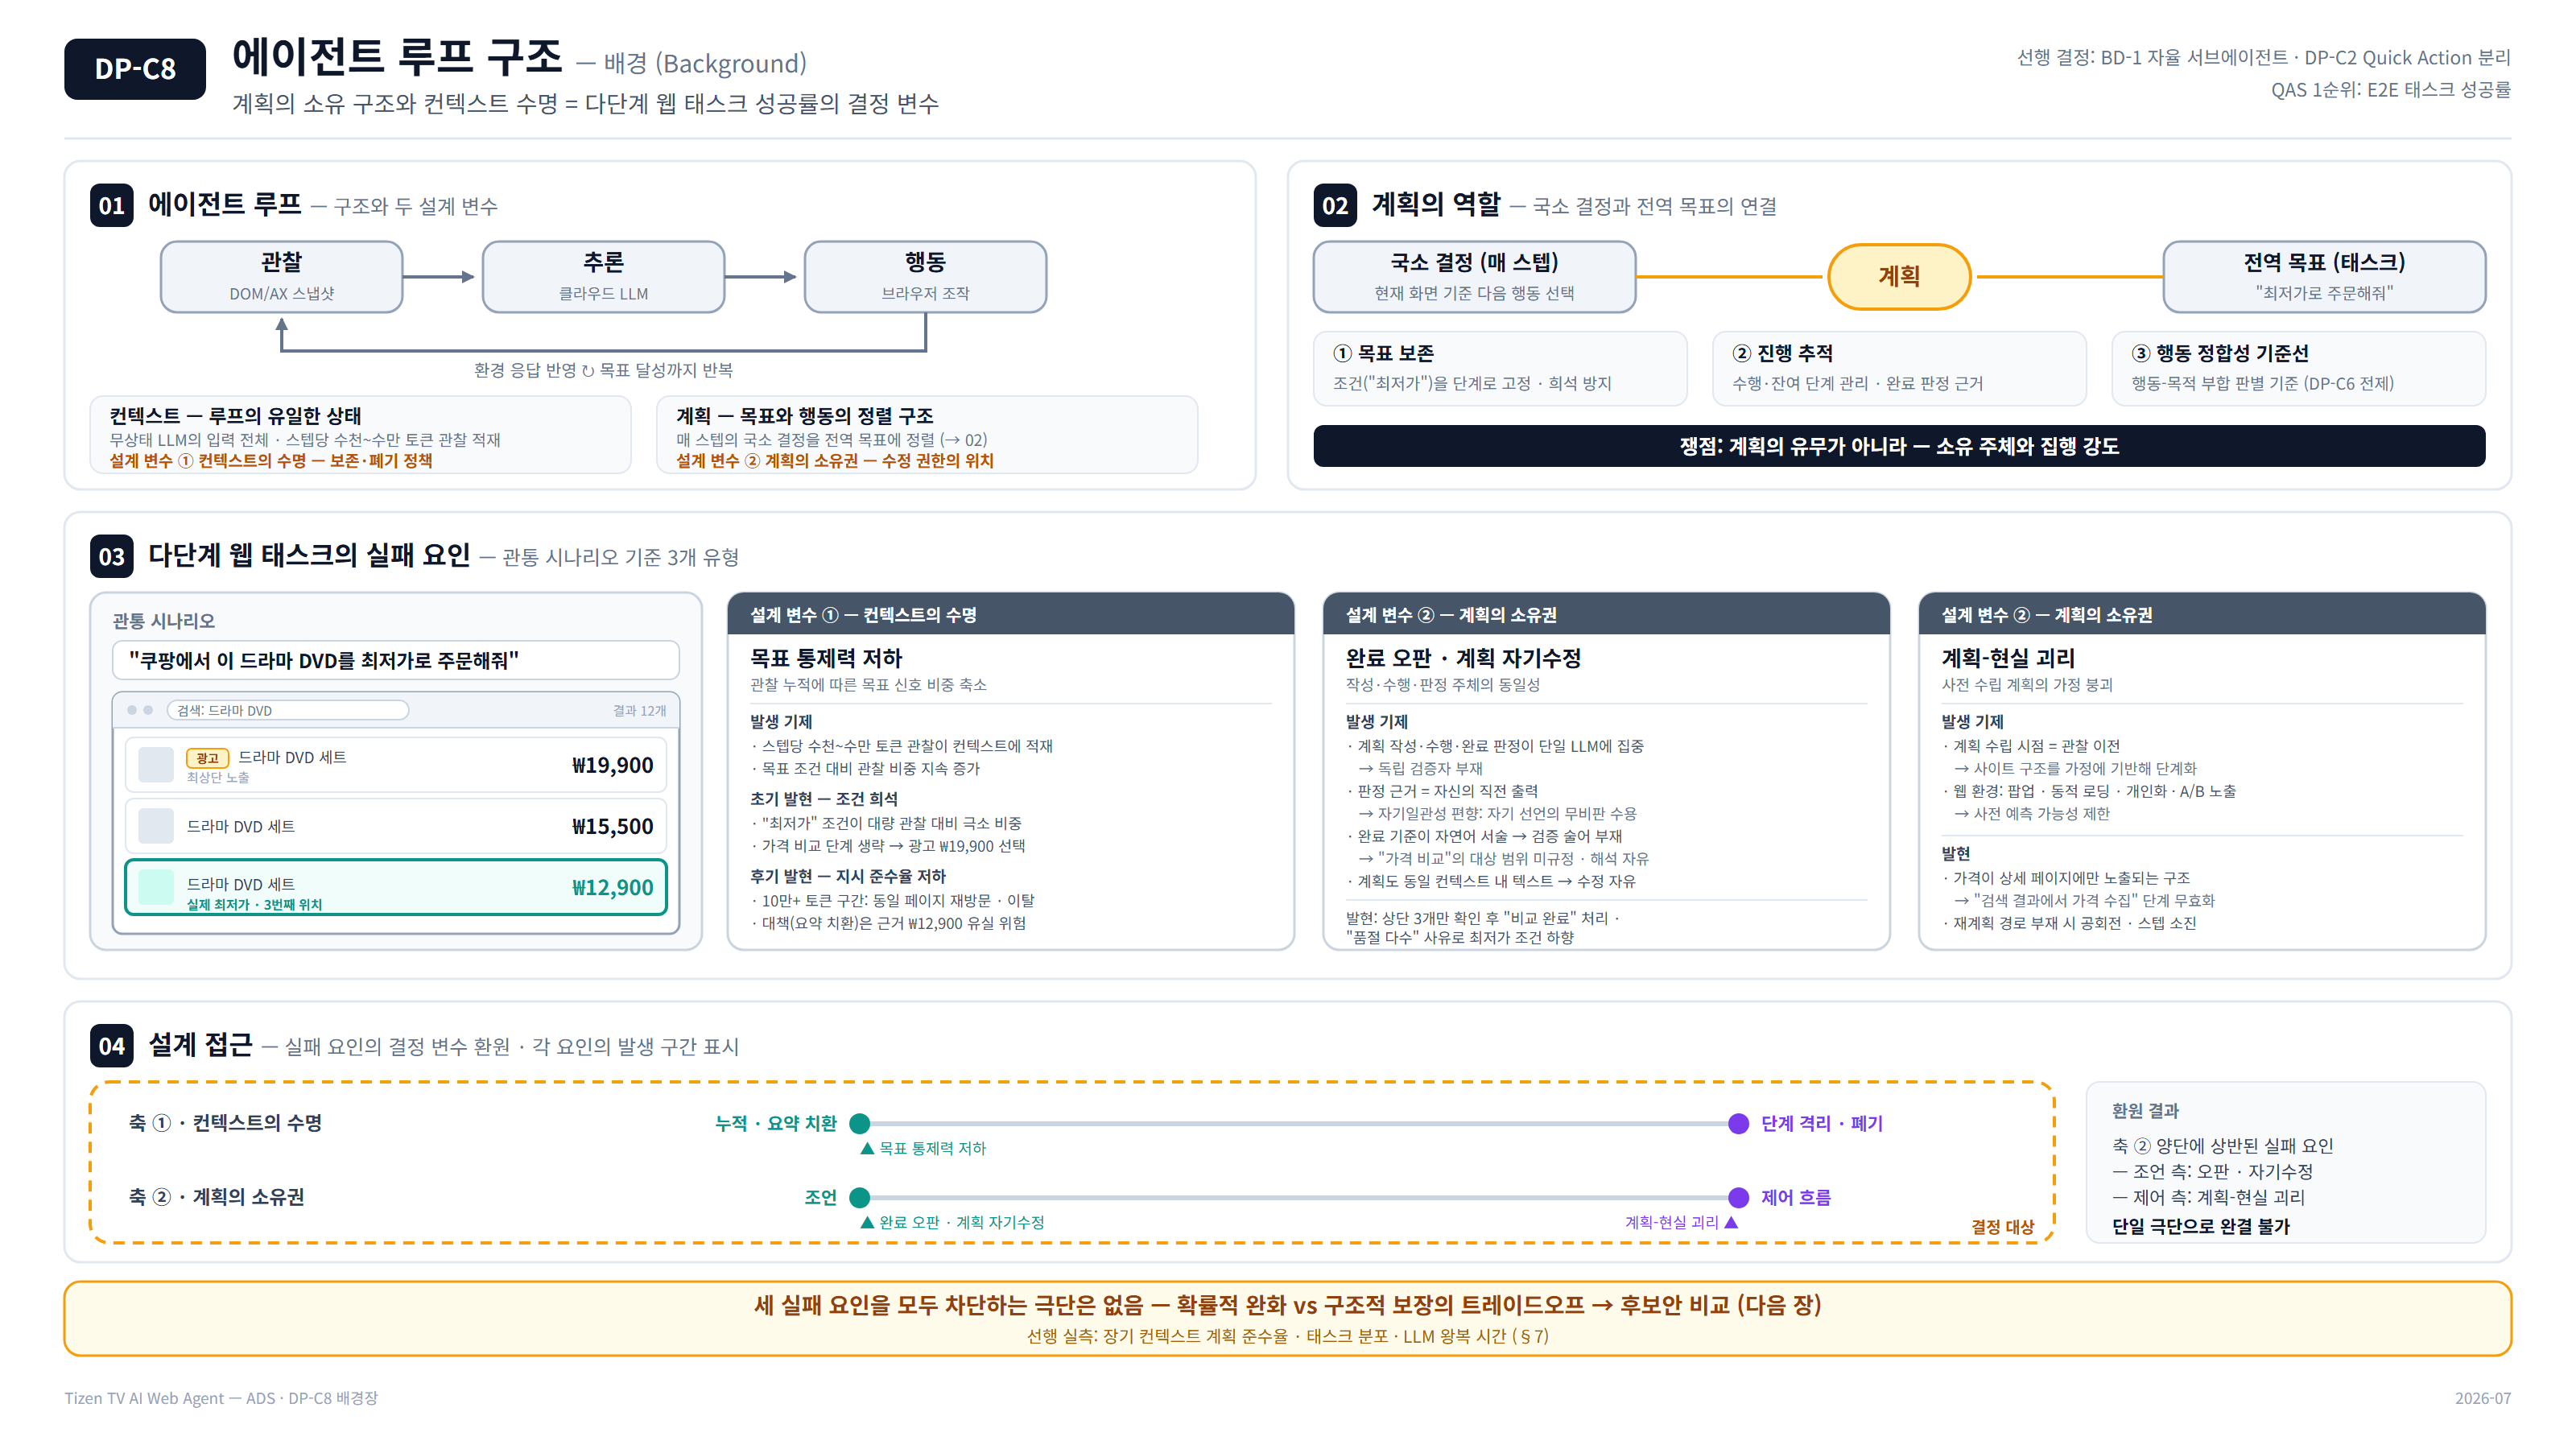 DP-C8
에이전트 루프 구조 — 배경 (Background)
계획의 소유 구조와 컨텍스트 수명 = 다단계 웹 태스크 성공률의 결정 변수
선행 결정: BD-1 자율 서브에이전트 · DP-C2 Quick Action 분리
QAS 1순위: E2E 태스크 성공률
01 에이전트 루프 — 구조와 두 설계 변수
관찰
DOM/AX 스냅샷
추론
클라우드 LLM
행동
브라우저 조작
환경 응답 반영 ↻ 목표 달성까지 반복
컨텍스트 — 루프의 유일한 상태
무상태 LLM의 입력 전체 · 스텝당 수천~수만 토큰 관찰 적재
설계 변수 ① 컨텍스트의 수명 — 보존·폐기 정책
계획 — 목표와 행동의 정렬 구조
매 스텝의 국소 결정을 전역 목표에 정렬 (→ 02)
설계 변수 ② 계획의 소유권 — 수정 권한의 위치
02 계획의 역할 — 국소 결정과 전역 목표의 연결
국소 결정 (매 스텝)
현재 화면 기준 다음 행동 선택
계획
전역 목표 (태스크)
"최저가로 주문해줘"
① 목표 보존
조건("최저가")을 단계로 고정 · 희석 방지
② 진행 추적
수행·잔여 단계 관리 · 완료 판정 근거
③ 행동 정합성 기준선
행동-목적 부합 판별 기준 (DP-C6 전제)
쟁점: 계획의 유무가 아니라 — 소유 주체와 집행 강도
03 다단계 웹 태스크의 실패 요인 — 관통 시나리오 기준 3개 유형
관통 시나리오
"쿠팡에서 이 드라마 DVD를 최저가로 주문해줘"
검색: 드라마 DVD
결과 12개
광고 드라마 DVD 세트
최상단 노출
₩19,900
드라마 DVD 세트
₩15,500
드라마 DVD 세트
실제 최저가 · 3번째 위치
₩12,900
설계 변수 ① — 컨텍스트의 수명
목표 통제력 저하
관찰 누적에 따른 목표 신호 비중 축소
발생 기제
· 스텝당 수천~수만 토큰 관찰이 컨텍스트에 적재
· 목표 조건 대비 관찰 비중 지속 증가
초기 발현 — 조건 희석
· "최저가" 조건이 대량 관찰 대비 극소 비중
· 가격 비교 단계 생략 → 광고 ₩19,900 선택
후기 발현 — 지시 준수율 저하
· 10만+ 토큰 구간: 동일 페이지 재방문 · 이탈
· 대책(요약 치환)은 근거 ₩12,900 유실 위험
설계 변수 ② — 계획의 소유권
완료 오판 · 계획 자기수정
작성·수행·판정 주체의 동일성
발생 기제
· 계획 작성·수행·완료 판정이 단일 LLM에 집중
→ 독립 검증자 부재
· 판정 근거 = 자신의 직전 출력
→ 자기일관성 편향: 자기 선언의 무비판 수용
· 완료 기준이 자연어 서술 → 검증 술어 부재
→ "가격 비교"의 대상 범위 미규정 · 해석 자유
· 계획도 동일 컨텍스트 내 텍스트 → 수정 자유
발현: 상단 3개만 확인 후 "비교 완료" 처리 ·
"품절 다수" 사유로 최저가 조건 하향
설계 변수 ② — 계획의 소유권
계획-현실 괴리
사전 수립 계획의 가정 붕괴
발생 기제
· 계획 수립 시점 = 관찰 이전
→ 사이트 구조를 가정에 기반해 단계화
· 웹 환경: 팝업 · 동적 로딩 · 개인화 · A/B 노출
→ 사전 예측 가능성 제한
발현
· 가격이 상세 페이지에만 노출되는 구조
→ "검색 결과에서 가격 수집" 단계 무효화
· 재계획 경로 부재 시 공회전 · 스텝 소진
04 설계 접근 — 실패 요인의 결정 변수 환원 · 각 요인의 발생 구간 표시
축 ① · 컨텍스트의 수명
누적 · 요약 치환
단계 격리 · 폐기
▲ 목표 통제력 저하
축 ② · 계획의 소유권
조언
제어 흐름
▲ 완료 오판 · 계획 자기수정
계획-현실 괴리 ▲
결정 대상
환원 결과
축 ② 양단에 상반된 실패 요인
— 조언 측: 오판 · 자기수정
— 제어 측: 계획-현실 괴리
단일 극단으로 완결 불가
세 실패 요인을 모두 차단하는 극단은 없음 — 확률적 완화 vs 구조적 보장의 트레이드오프 → 후보안 비교 (다음 장)
선행 실측: 장기 컨텍스트 계획 준수율 · 태스크 분포 · LLM 왕복 시간 (§7)
Tizen TV AI Web Agent — ADS · DP-C8 배경장
2026-07